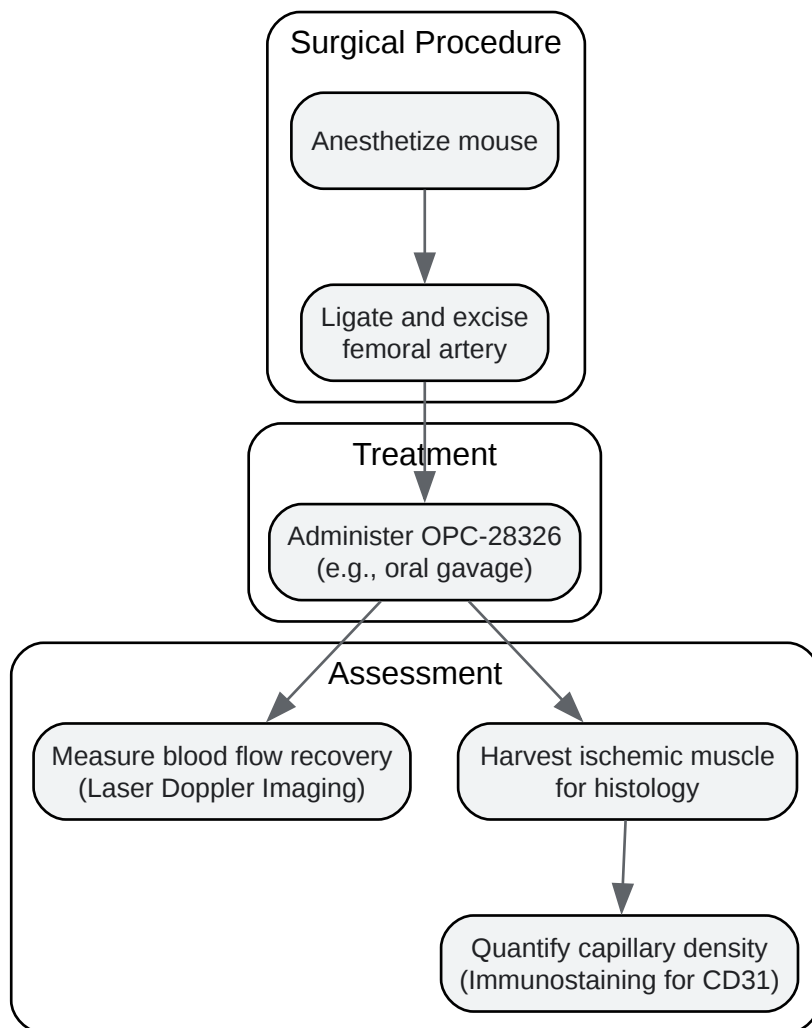 Surgical Procedure
Anesthetize mouse
Ligate and excise
femoral artery
Treatment
Administer OPC-28326
(e.g., oral gavage)
Assessment
Measure blood flow recovery
(Laser Doppler Imaging)
Harvest ischemic muscle
for histology
Quantify capillary density
(Immunostaining for CD31)